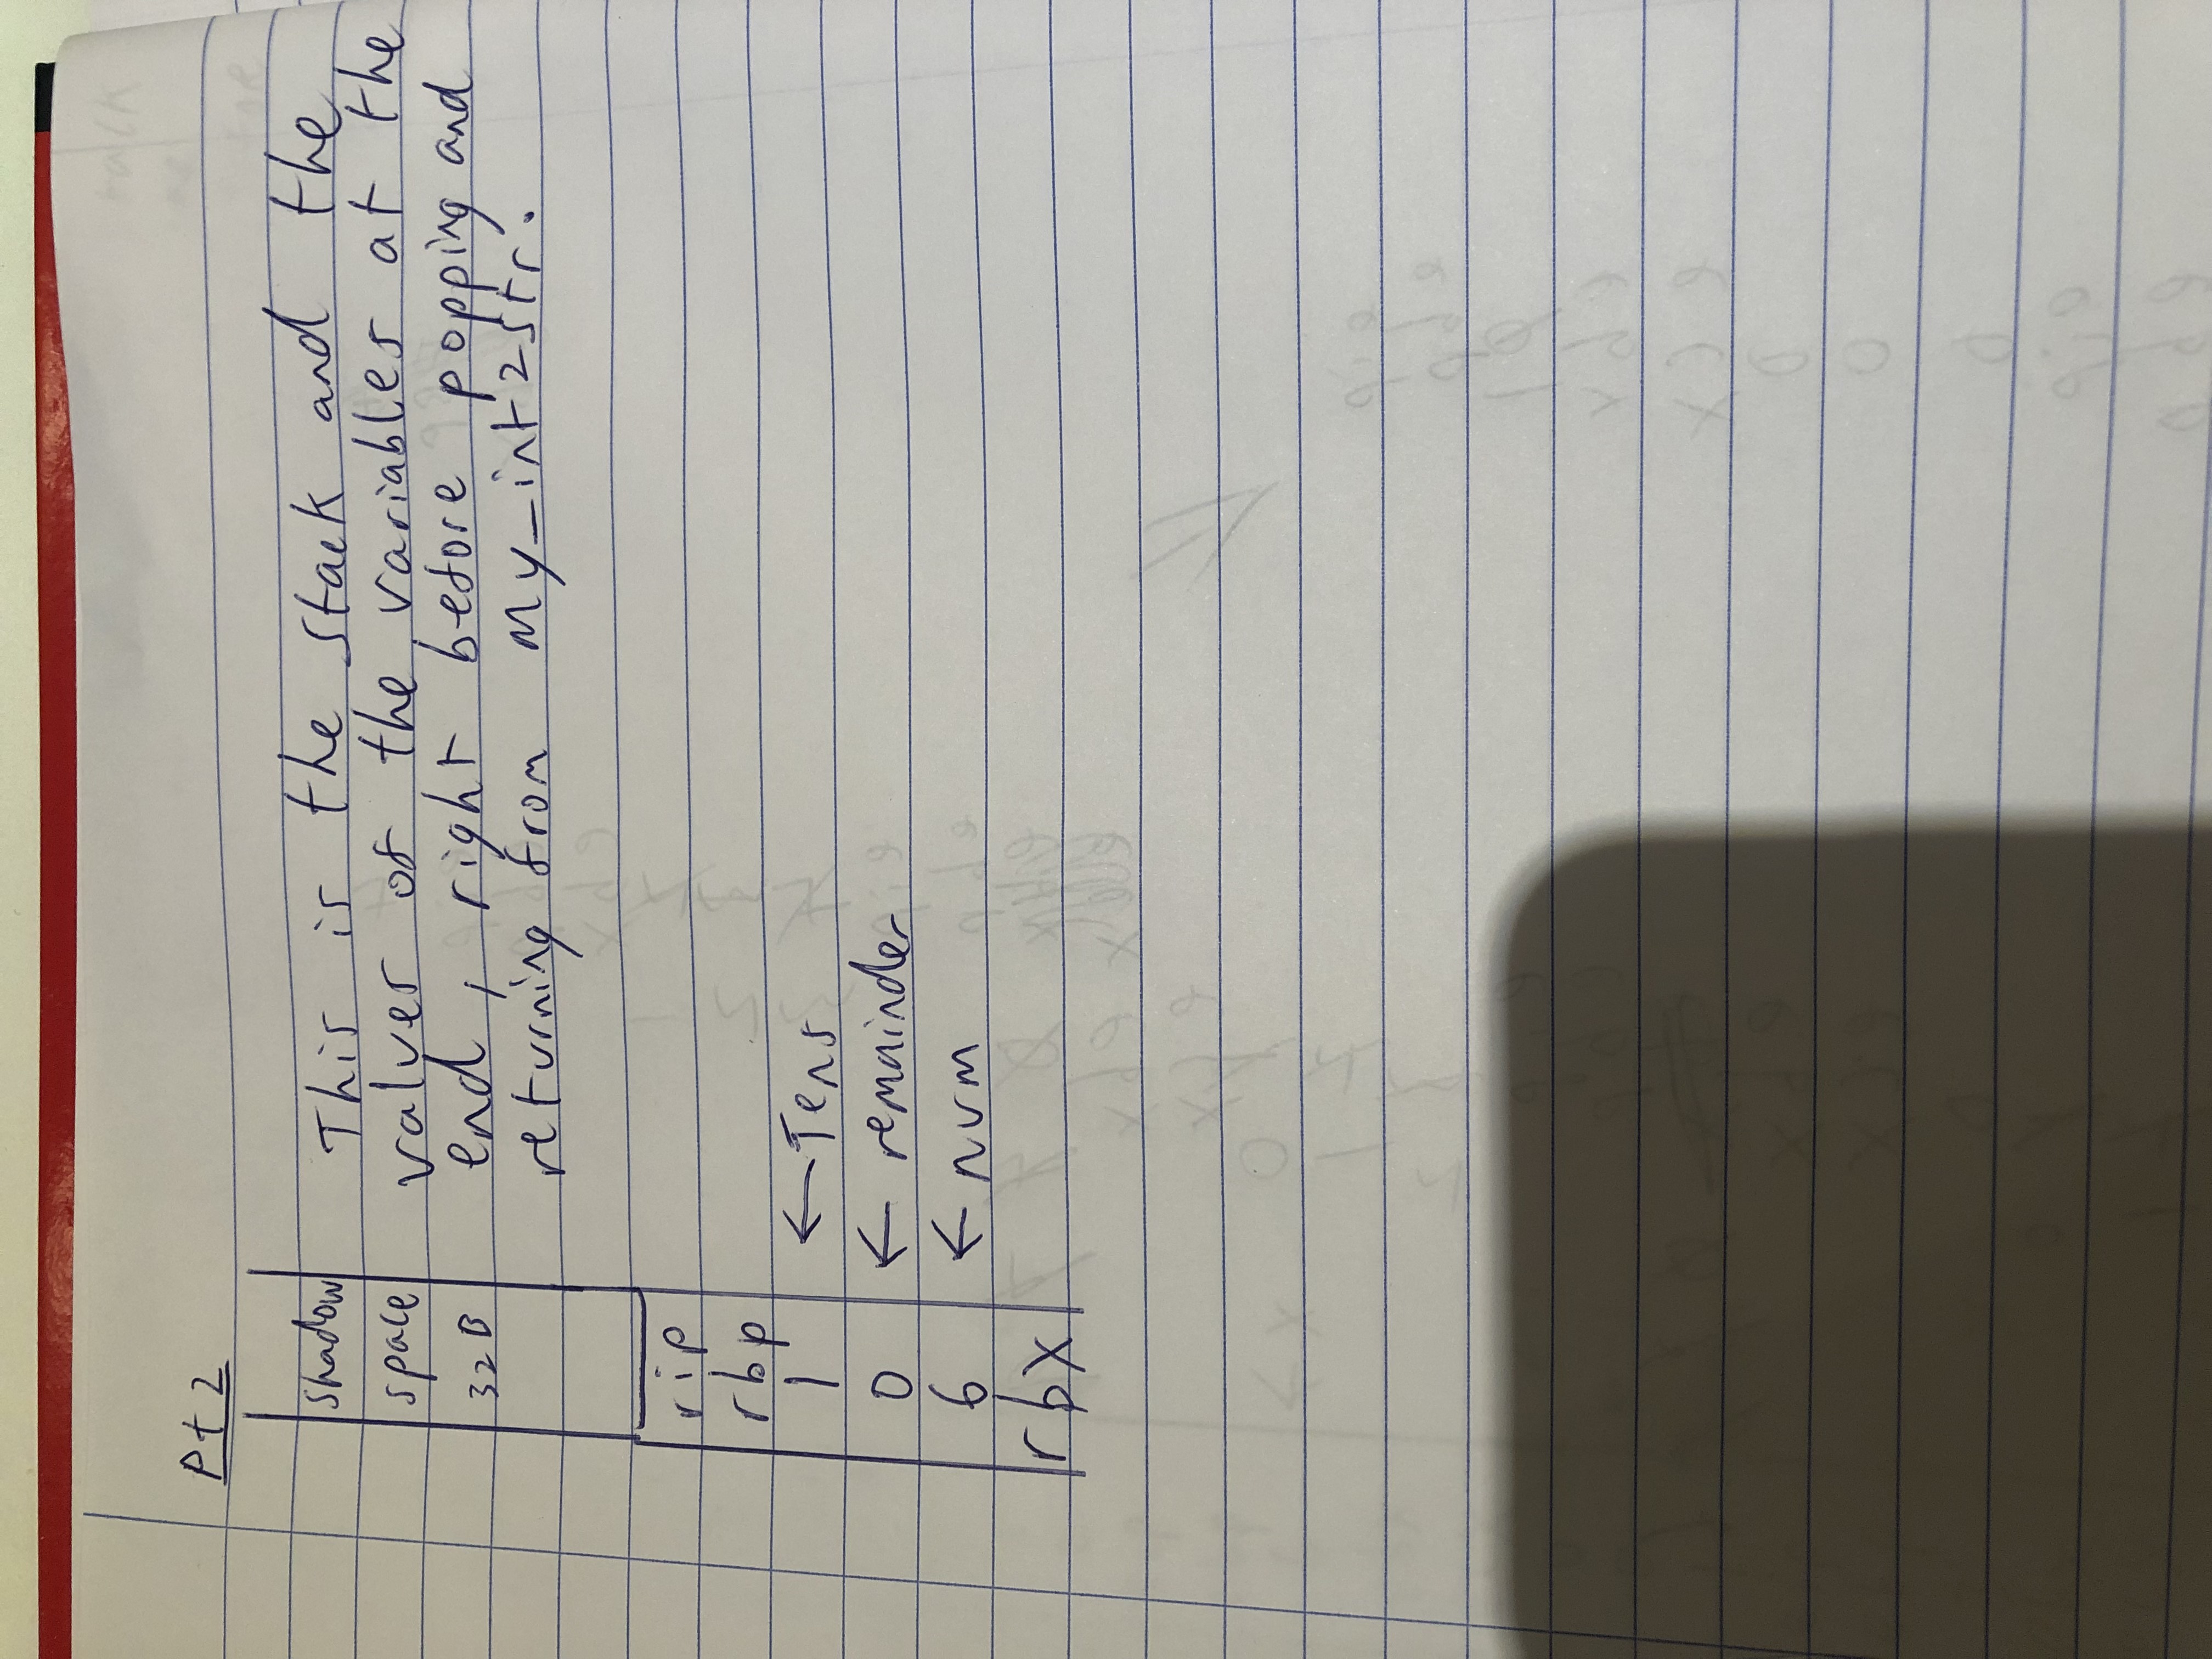 Pt 2
shadow
space
32 B
This is the stack and the
values of the variables at the
end, right before popping and
returning from My_int2str.
rip
rbp
1 ← Tens
0 ← remainder
6 ← num
rbx